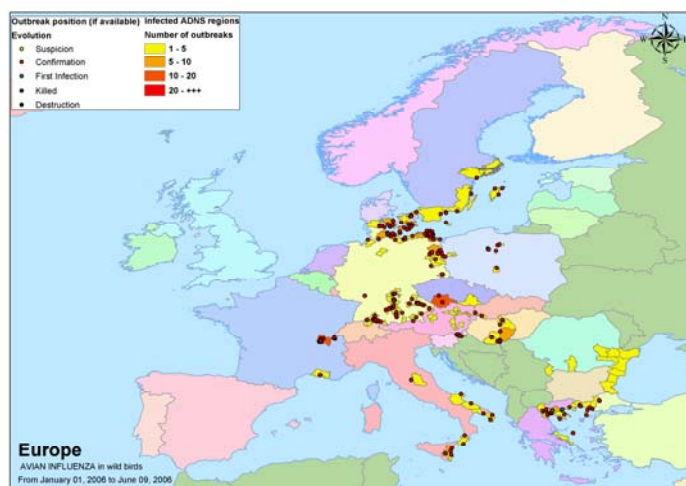 Outbreak position (if available) Infected ADNS regions
Evolution Number of outbreaks
Suspicion 1 - 5
Confirmation 5 - 10
First Infection 10 - 20
Killed 20 - +++
Destruction
N
W E
S
Europe
AVIAN INFLUENZA in wild birds
From January 01, 2006 to June 09, 2006